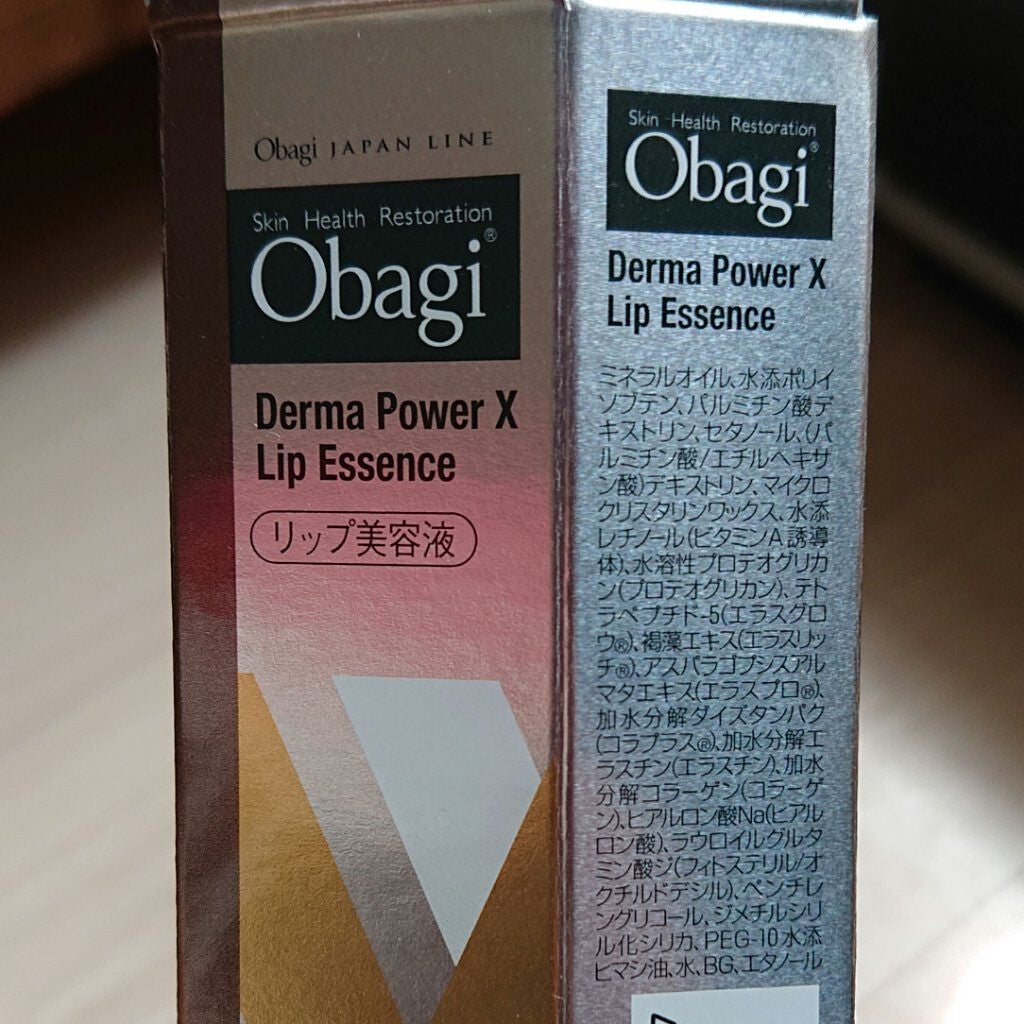 Obagi JAPAN LINE
Skin Health Restoration
Obagi®
Derma Power X
Lip Essence
リップ美容液
Skin Health Restoration
Obagi®
Derma Power X
Lip Essence
ミネラルオイル、水添ポリイ
ソブテン、パルミチン酸デ
キストリン、セタノール、(パ
ルミチン酸/エチルヘキサ
ン酸)デキストリン、マイクロ
クリスタリンワックス、水添
レチノール(ビタミンA誘導
体)、水溶性プロテオグリカ
ン(プロテオグリカン)、テト
ラペプチド-5(エラスグロ
ウ®)、褐藻エキス(エラスリッ
チ®)、アスパラゴプシスアル
マタエキス(エラスプロ®)、
加水分解ダイズタンパク
(コラプラス®)、加水分解エ
ラスチン(エラスチン)、加水
分解コラーゲン(コラーゲ
ン)、ヒアルロン酸Na(ヒアル
ロン酸)、ラウロイルグルタ
ミン酸ジ(フィトステリル/オ
クチルドデシル)、ペンチレ
ングリコール、ジメチルシリ
ル化シリカ、PEG-10水添
ヒマシ油、水、BG、エタノール